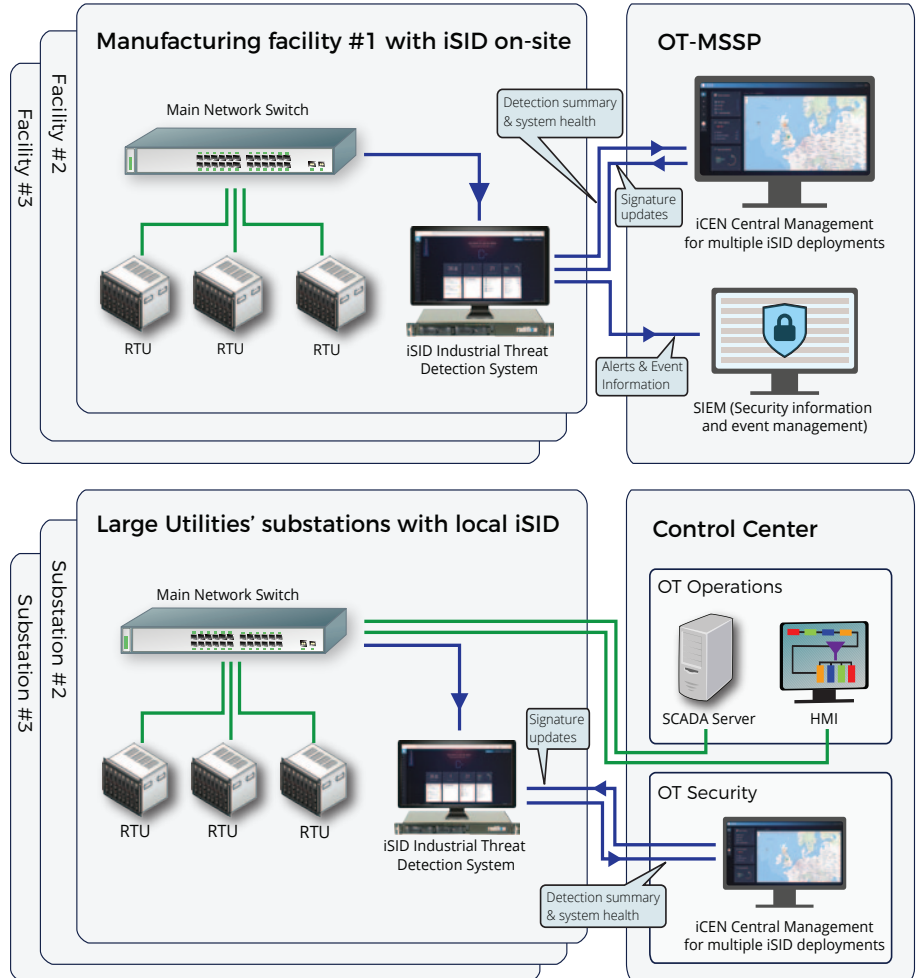 Manufacturing facility #1 with iSID on-site
Facility #2
Facility #3
Main Network Switch
RTU
RTU
RTU
iSID Industrial Threat
Detection System
Detection summary
& system health
Signature
updates
Alerts & Event
Information
OT-MSSP
iCEN Central Management
for multiple iSID deployments
SIEM (Security information
and event management)
Large Utilities’ substations with local iSID
Substation #2
Substation #3
Main Network Switch
RTU
RTU
RTU
iSID Industrial Threat
Detection System
Signature
updates
Detection summary
& system health
Control Center
OT Operations
SCADA Server
HMI
OT Security
iCEN Central Management
for multiple iSID deployments